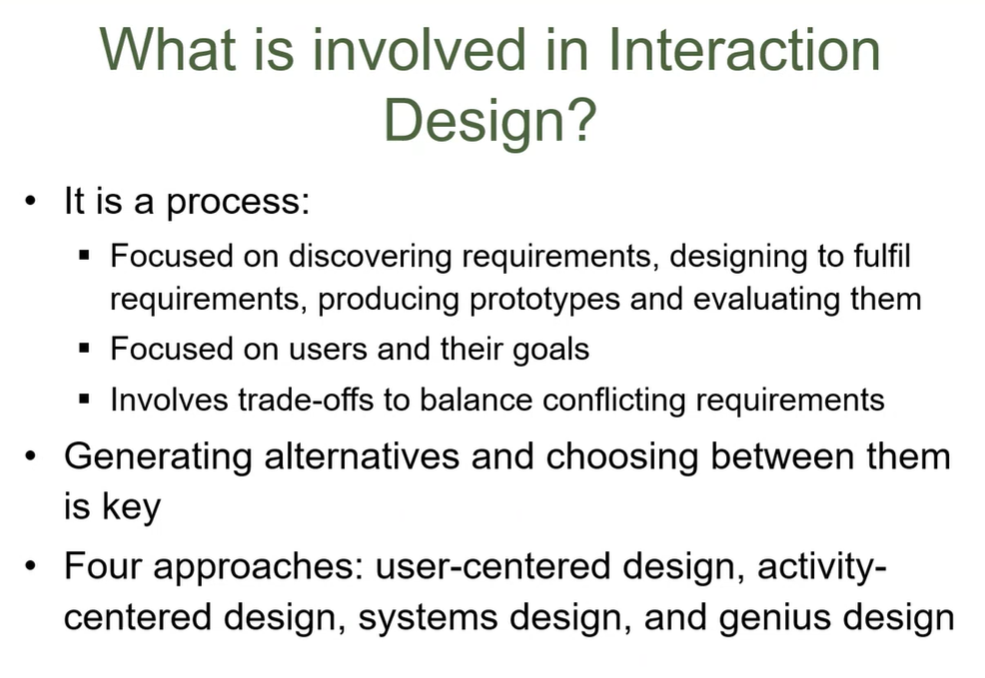 What is involved in Interaction
Design?
• It is a process:
▪ Focused on discovering requirements, designing to fulfil
requirements, producing prototypes and evaluating them
▪ Focused on users and their goals
▪ Involves trade-offs to balance conflicting requirements
• Generating alternatives and choosing between them
is key
• Four approaches: user-centered design, activity-
centered design, systems design, and genius design